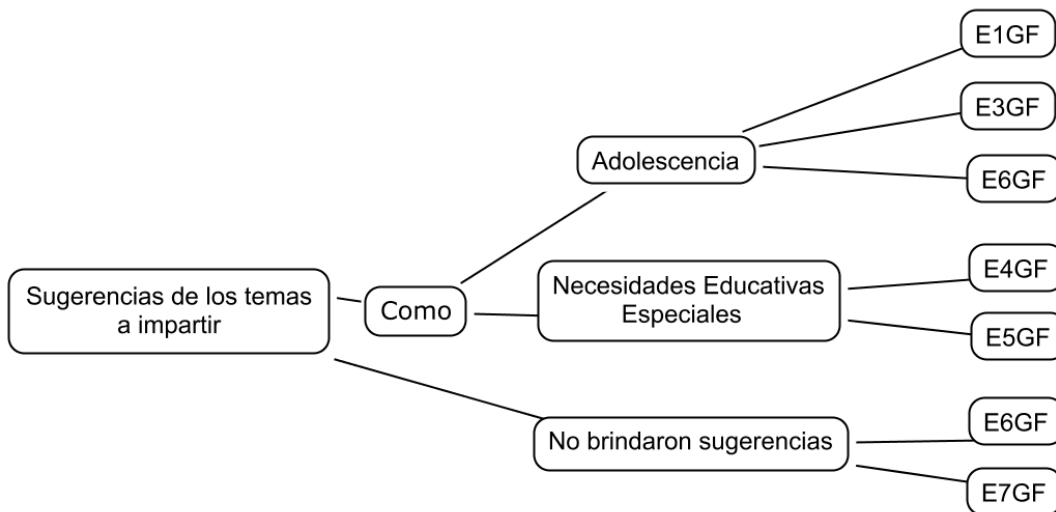 E1GF
E3GF
Adolescencia
E6GF
Sugerencias de los temas
a impartir
Como
Necesidades Educativas
Especiales
E4GF
E5GF
No brindaron sugerencias
E6GF
E7GF